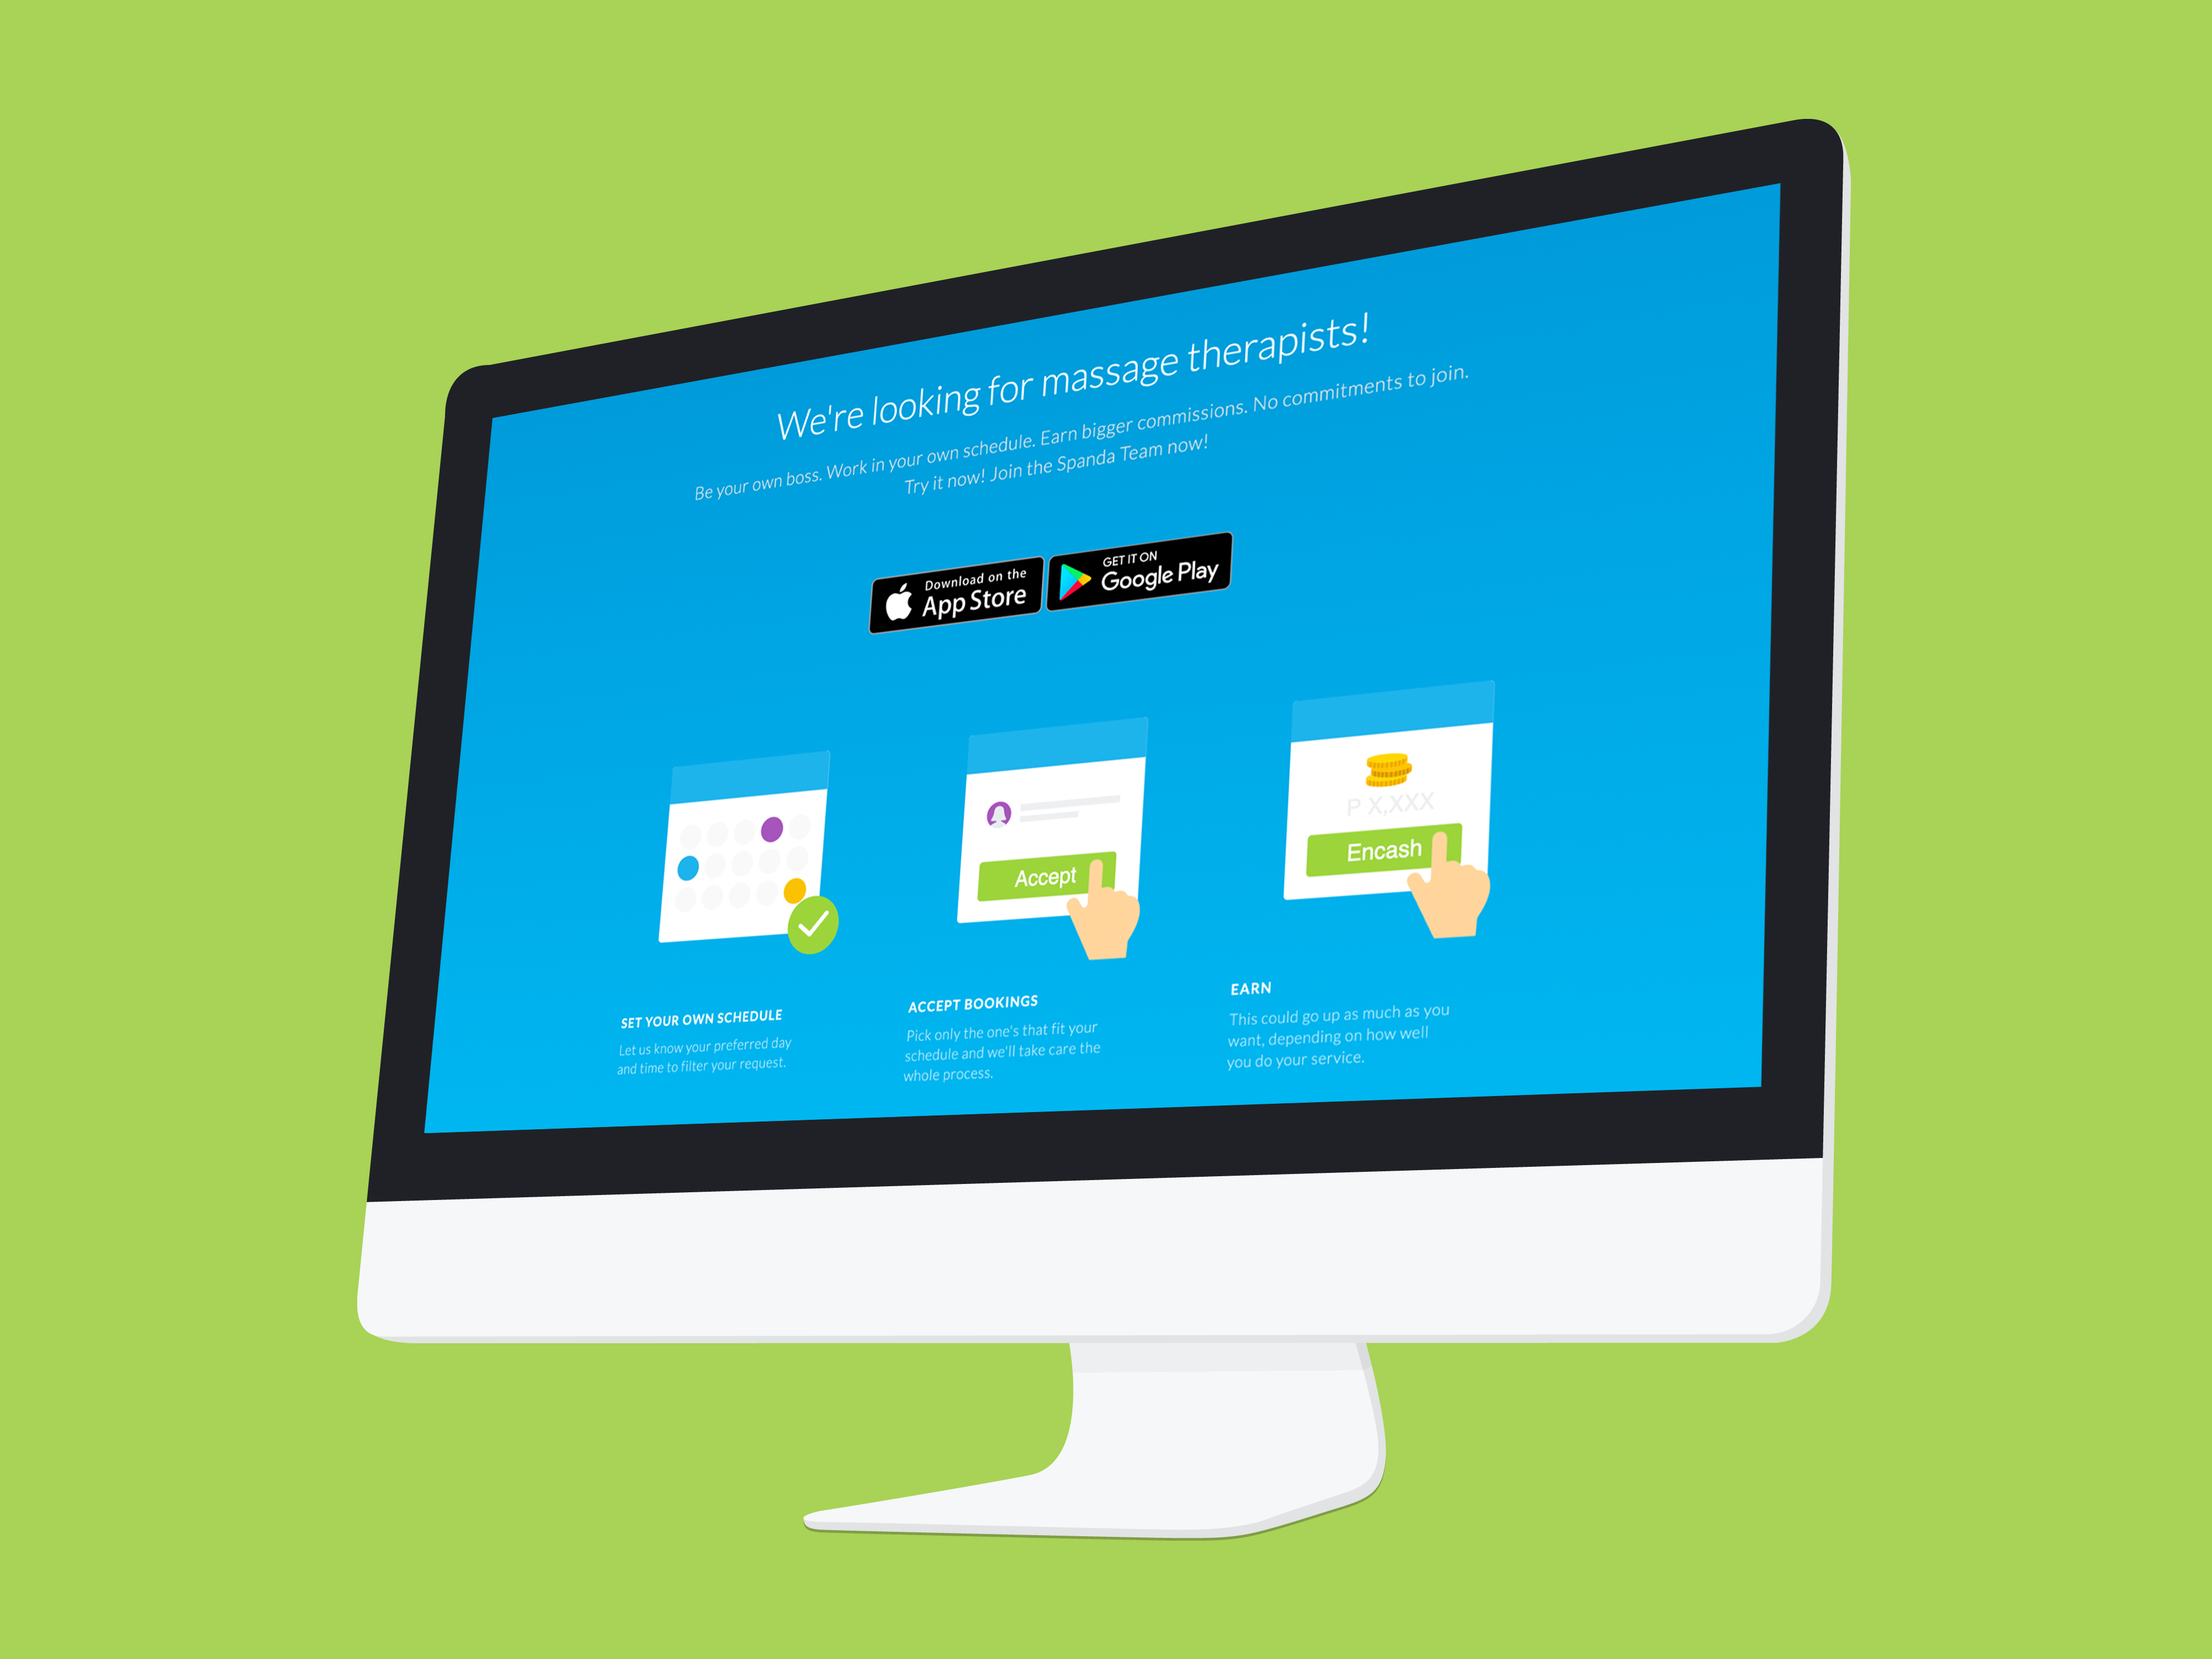 We're looking for massage therapists!
Be your own boss. Work in your own schedule. Earn bigger commissions. No commitments to join.
Try it now! Join the Spanda Team now!
Download on the
App Store
GET IT ON
Google Play
P X,XXX
Accept
Encash
SET YOUR OWN SCHEDULE
Let us know your preferred day
and time to filter your request.
ACCEPT BOOKINGS
Pick only the one's that fit your
schedule and we'll take care the
whole process.
EARN
This could go up as much as you
want, depending on how well
you do your service.